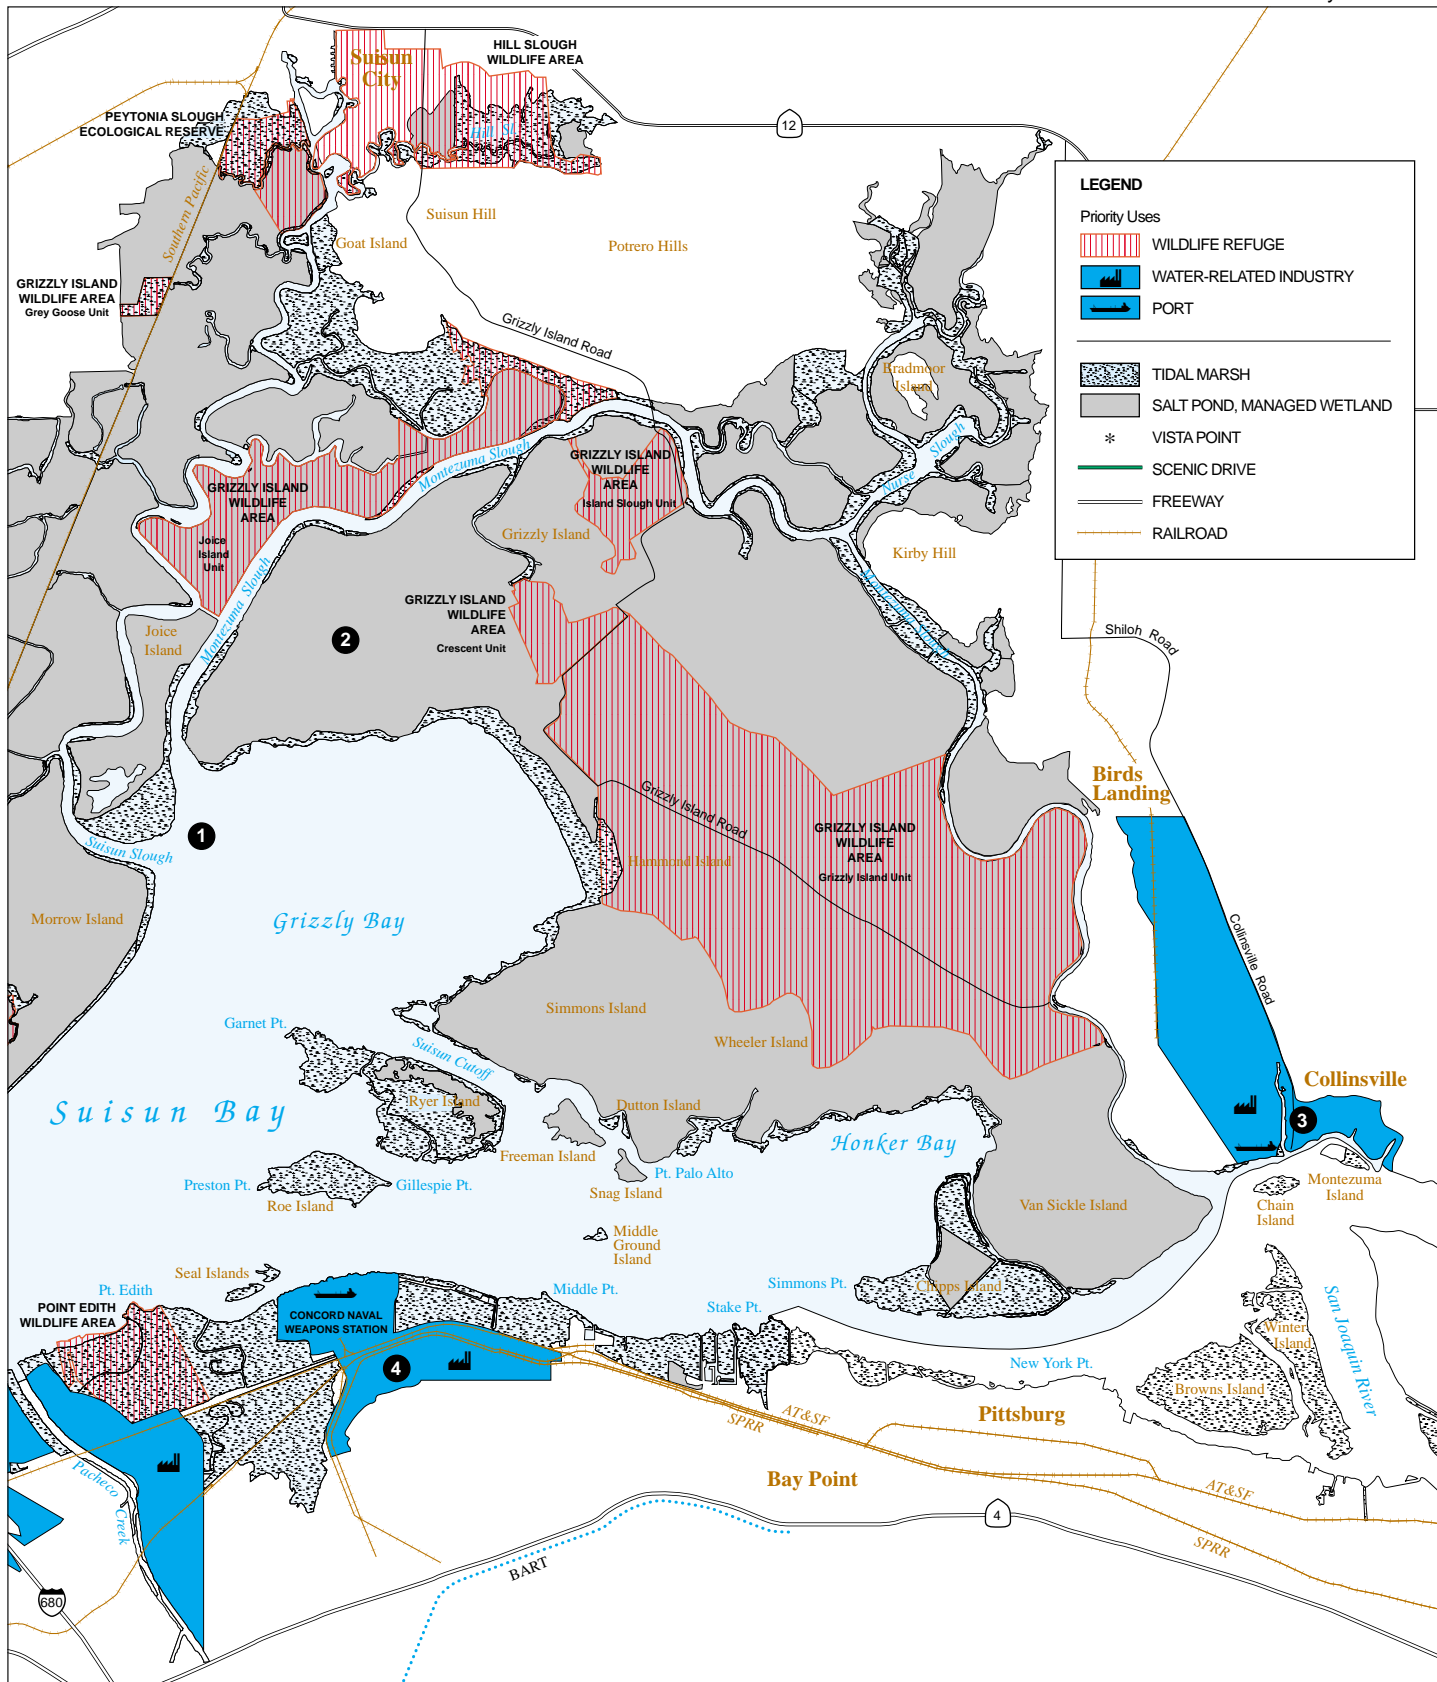 HILL SLOUGH
WILDLIFE AREA
Suisun
City
PEYTONIA SLOUGH
ECOLOGICAL RESERVE
Hill Sl.
12
Southern Pacific
Suisun Hill
Goat Island
Potrero Hills
GRIZZLY ISLAND
WILDLIFE AREA
Grey Goose Unit
Grizzly Island Road
Bradmoor
Island
LEGEND
Priority Uses
WILDLIFE REFUGE
WATER-RELATED INDUSTRY
PORT
TIDAL MARSH
SALT POND, MANAGED WETLAND
* VISTA POINT
SCENIC DRIVE
FREEWAY
RAILROAD
Montezuma Slough
GRIZZLY ISLAND
WILDLIFE
AREA
Island Slough Unit
Nurse Slough
GRIZZLY ISLAND
WILDLIFE
AREA
Joice
Island
Unit
Grizzly Island
Kirby Hill
Montezuma Slough
Montezuma Slough
GRIZZLY ISLAND
WILDLIFE
AREA
Crescent Unit
Joice
Island
2
Shiloh Road
Birds
Landing
Grizzly Island Road
1
Suisun Slough
GRIZZLY ISLAND
WILDLIFE
AREA
Grizzly Island Unit
Hammond Island
Morrow Island
Grizzly Bay
Collinsville Road
Simmons Island
Garnet Pt.
Suisun Cutoff
Wheeler Island
Collinsville
Suisun Bay
Ryer Island
Dutton Island
3
Honker Bay
Freeman Island
Pt. Palo Alto
Preston Pt.
Gillespie Pt.
Snag Island
Roe Island
Van Sickle Island
Montezuma
Island
Chain
Island
Middle
Ground
Island
Seal Islands
Pt. Edith
Middle Pt.
Simmons Pt.
Chipps Island
POINT EDITH
WILDLIFE AREA
CONCORD NAVAL
WEAPONS STATION
Stake Pt.
San Joaquin River
Winter
Island
4
New York Pt.
Browns Island
AT&SF
SPRR
Pittsburg
Pacheco Creek
Bay Point
AT&SF
SPRR
4
BART
680